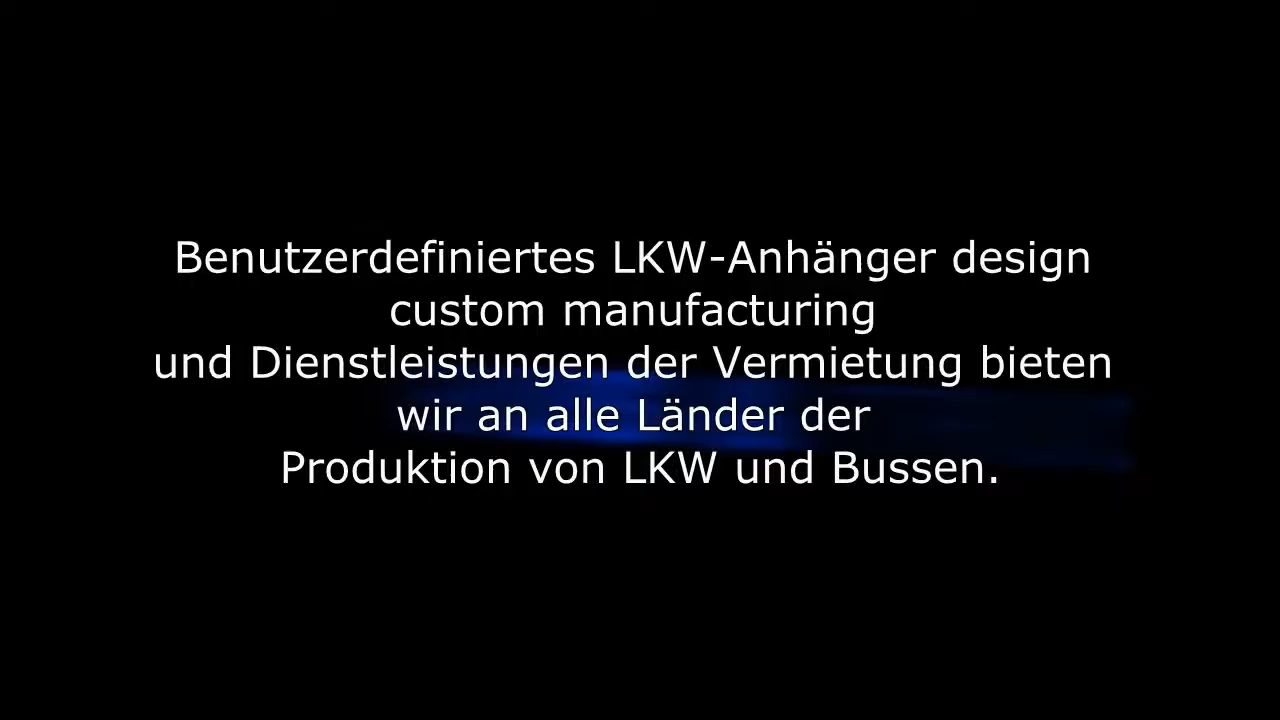 Benutzerdefiniertes LKW-Anhänger design
custom manufacturing
und Dienstleistungen der Vermietung bieten
wir an alle Länder der
Produktion von LKW und Bussen.